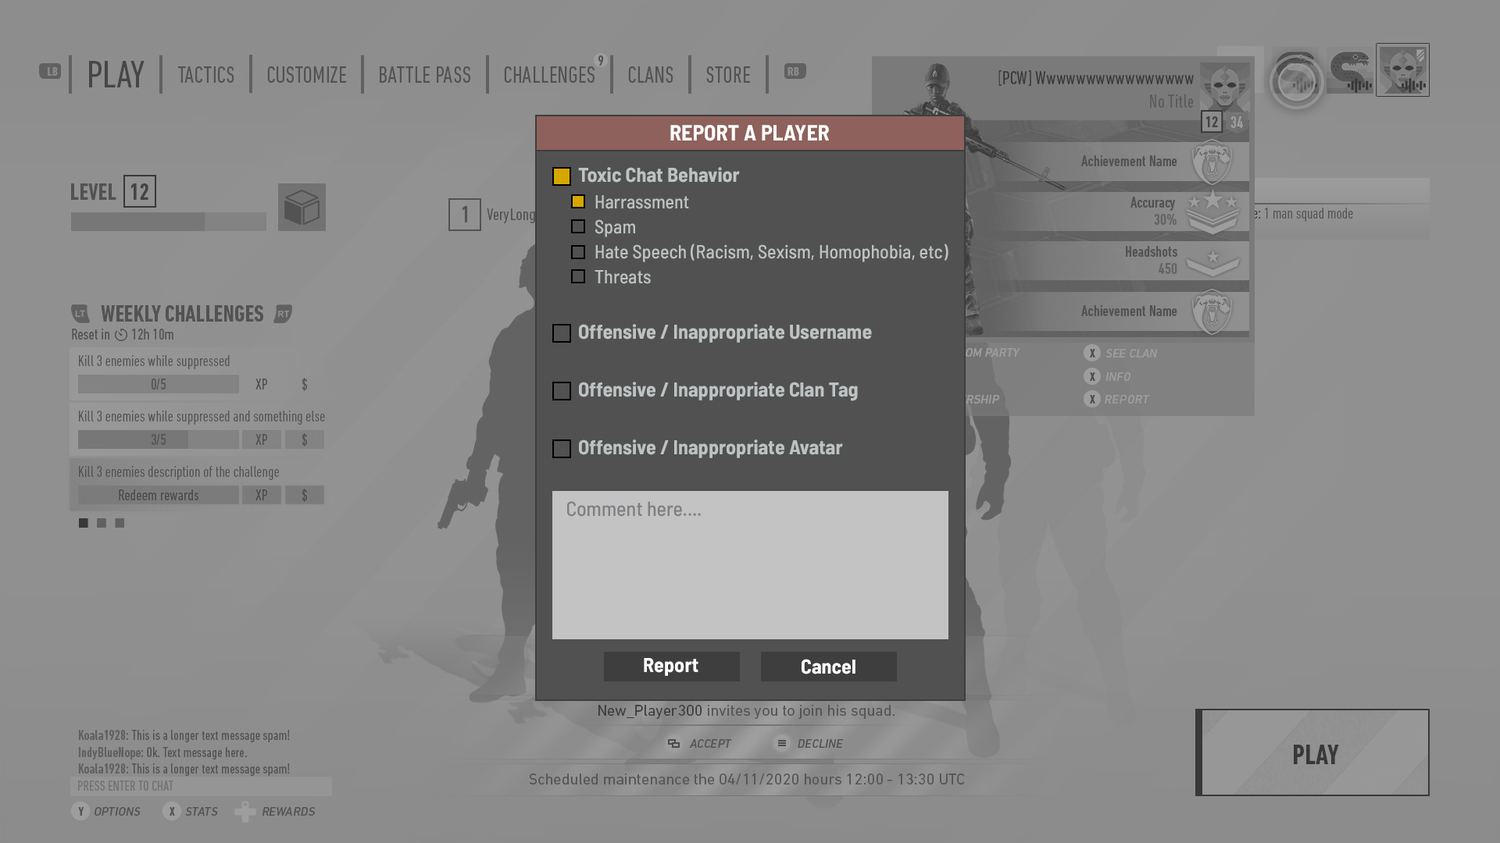 LB
PLAY
TACTICS
CUSTOMIZE
BATTLE PASS
CHALLENGES
9
CLANS
STORE
RB
[PCW] Wwwwwwwwwwwwwwwww
No Title
12 34
Achievement Name
Accuracy
30%
Headshots
450
Achievement Name
OM PARTY
X SEE CLAN
X INFO
RSHIP
X REPORT
e: 1 man squad mode
LEVEL 12
1 VeryLong
LT WEEKLY CHALLENGES RT
Reset in 12h 10m
Kill 3 enemies while suppressed
0/5 XP $
Kill 3 enemies while suppressed and something else
3/5 XP $
Kill 3 enemies description of the challenge
Redeem rewards XP $
REPORT A PLAYER
Toxic Chat Behavior
Harrassment
Spam
Hate Speech (Racism, Sexism, Homophobia, etc)
Threats
Offensive / Inappropriate Username
Offensive / Inappropriate Clan Tag
Offensive / Inappropriate Avatar
Comment here....
Report
Cancel
New_Player300 invites you to join his squad.
ACCEPT
DECLINE
Scheduled maintenance the 04/11/2020 hours 12:00 - 13:30 UTC
Koala1928: This is a longer text message spam!
IndyBlueNope: Ok. Text message here.
Koala1928: This is a longer text message spam!
PRESS ENTER TO CHAT
Y OPTIONS
X STATS
REWARDS
PLAY